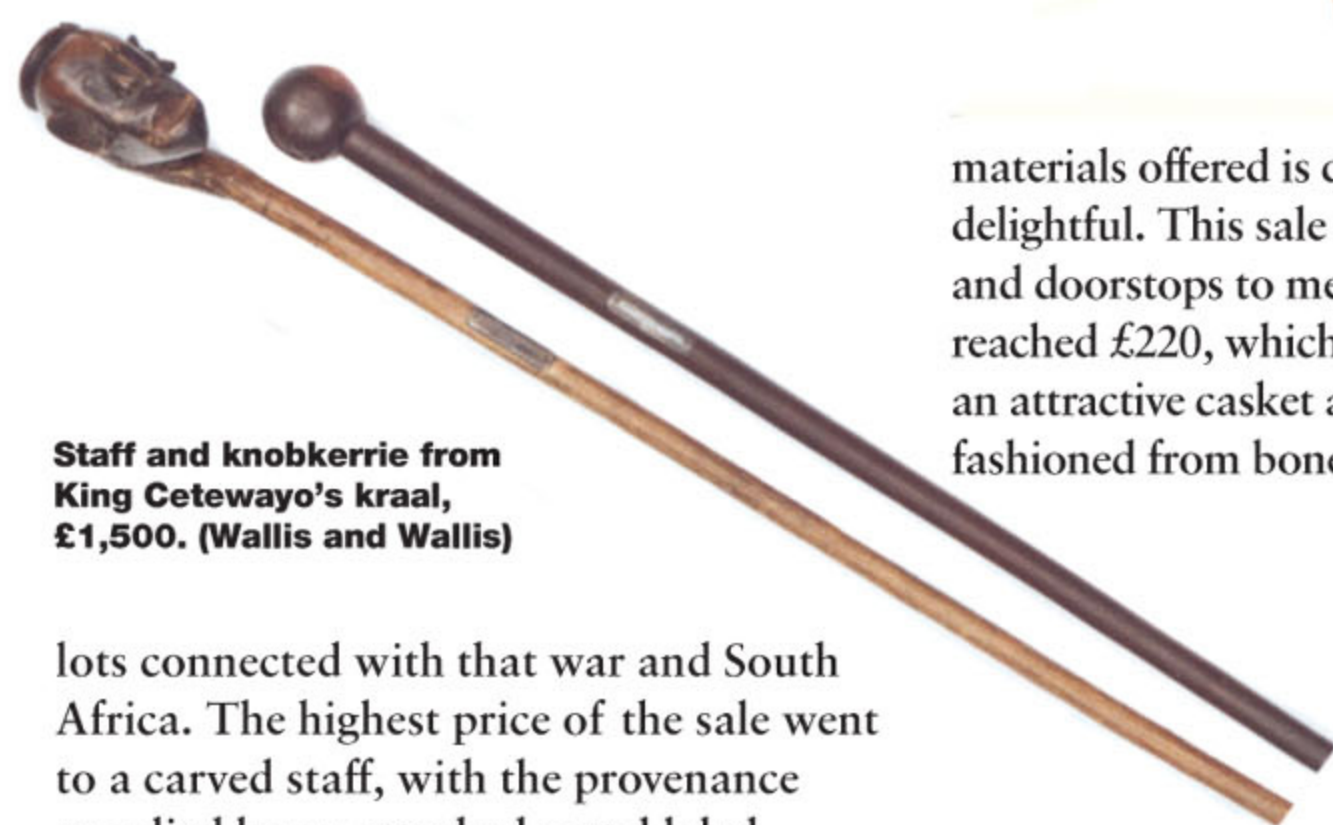 Staff and knobkerrie from
King Cetewayo's kraal,
£1,500. (Wallis and Wallis)
lots connected with that war and South
Africa. The highest price of the sale went
to a carved staff, with the provenance
materials offered is
delightful. This sale
and doorstops to
reached £220, which
an attractive casket
fashioned from bone